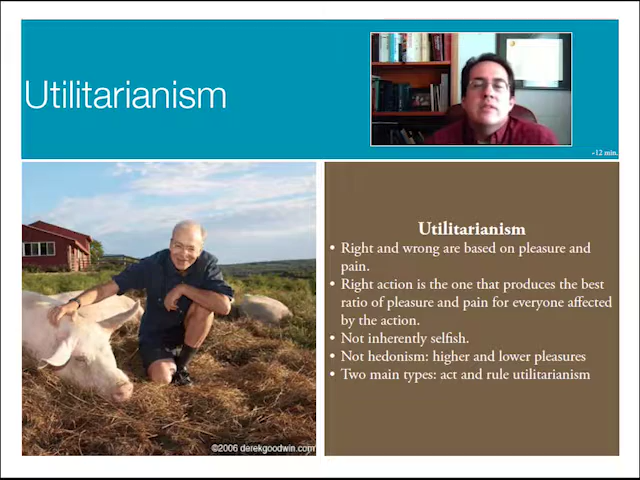 Utilitarianism
~12 min.
Utilitarianism
• Right and wrong are based on pleasure and
pain.
• Right action is the one that produces the best
ratio of pleasure and pain for everyone affected
by the action.
• Not inherently selfish.
• Not hedonism: higher and lower pleasures
• Two main types: act and rule utilitarianism
©2006 derekgoodwin.com